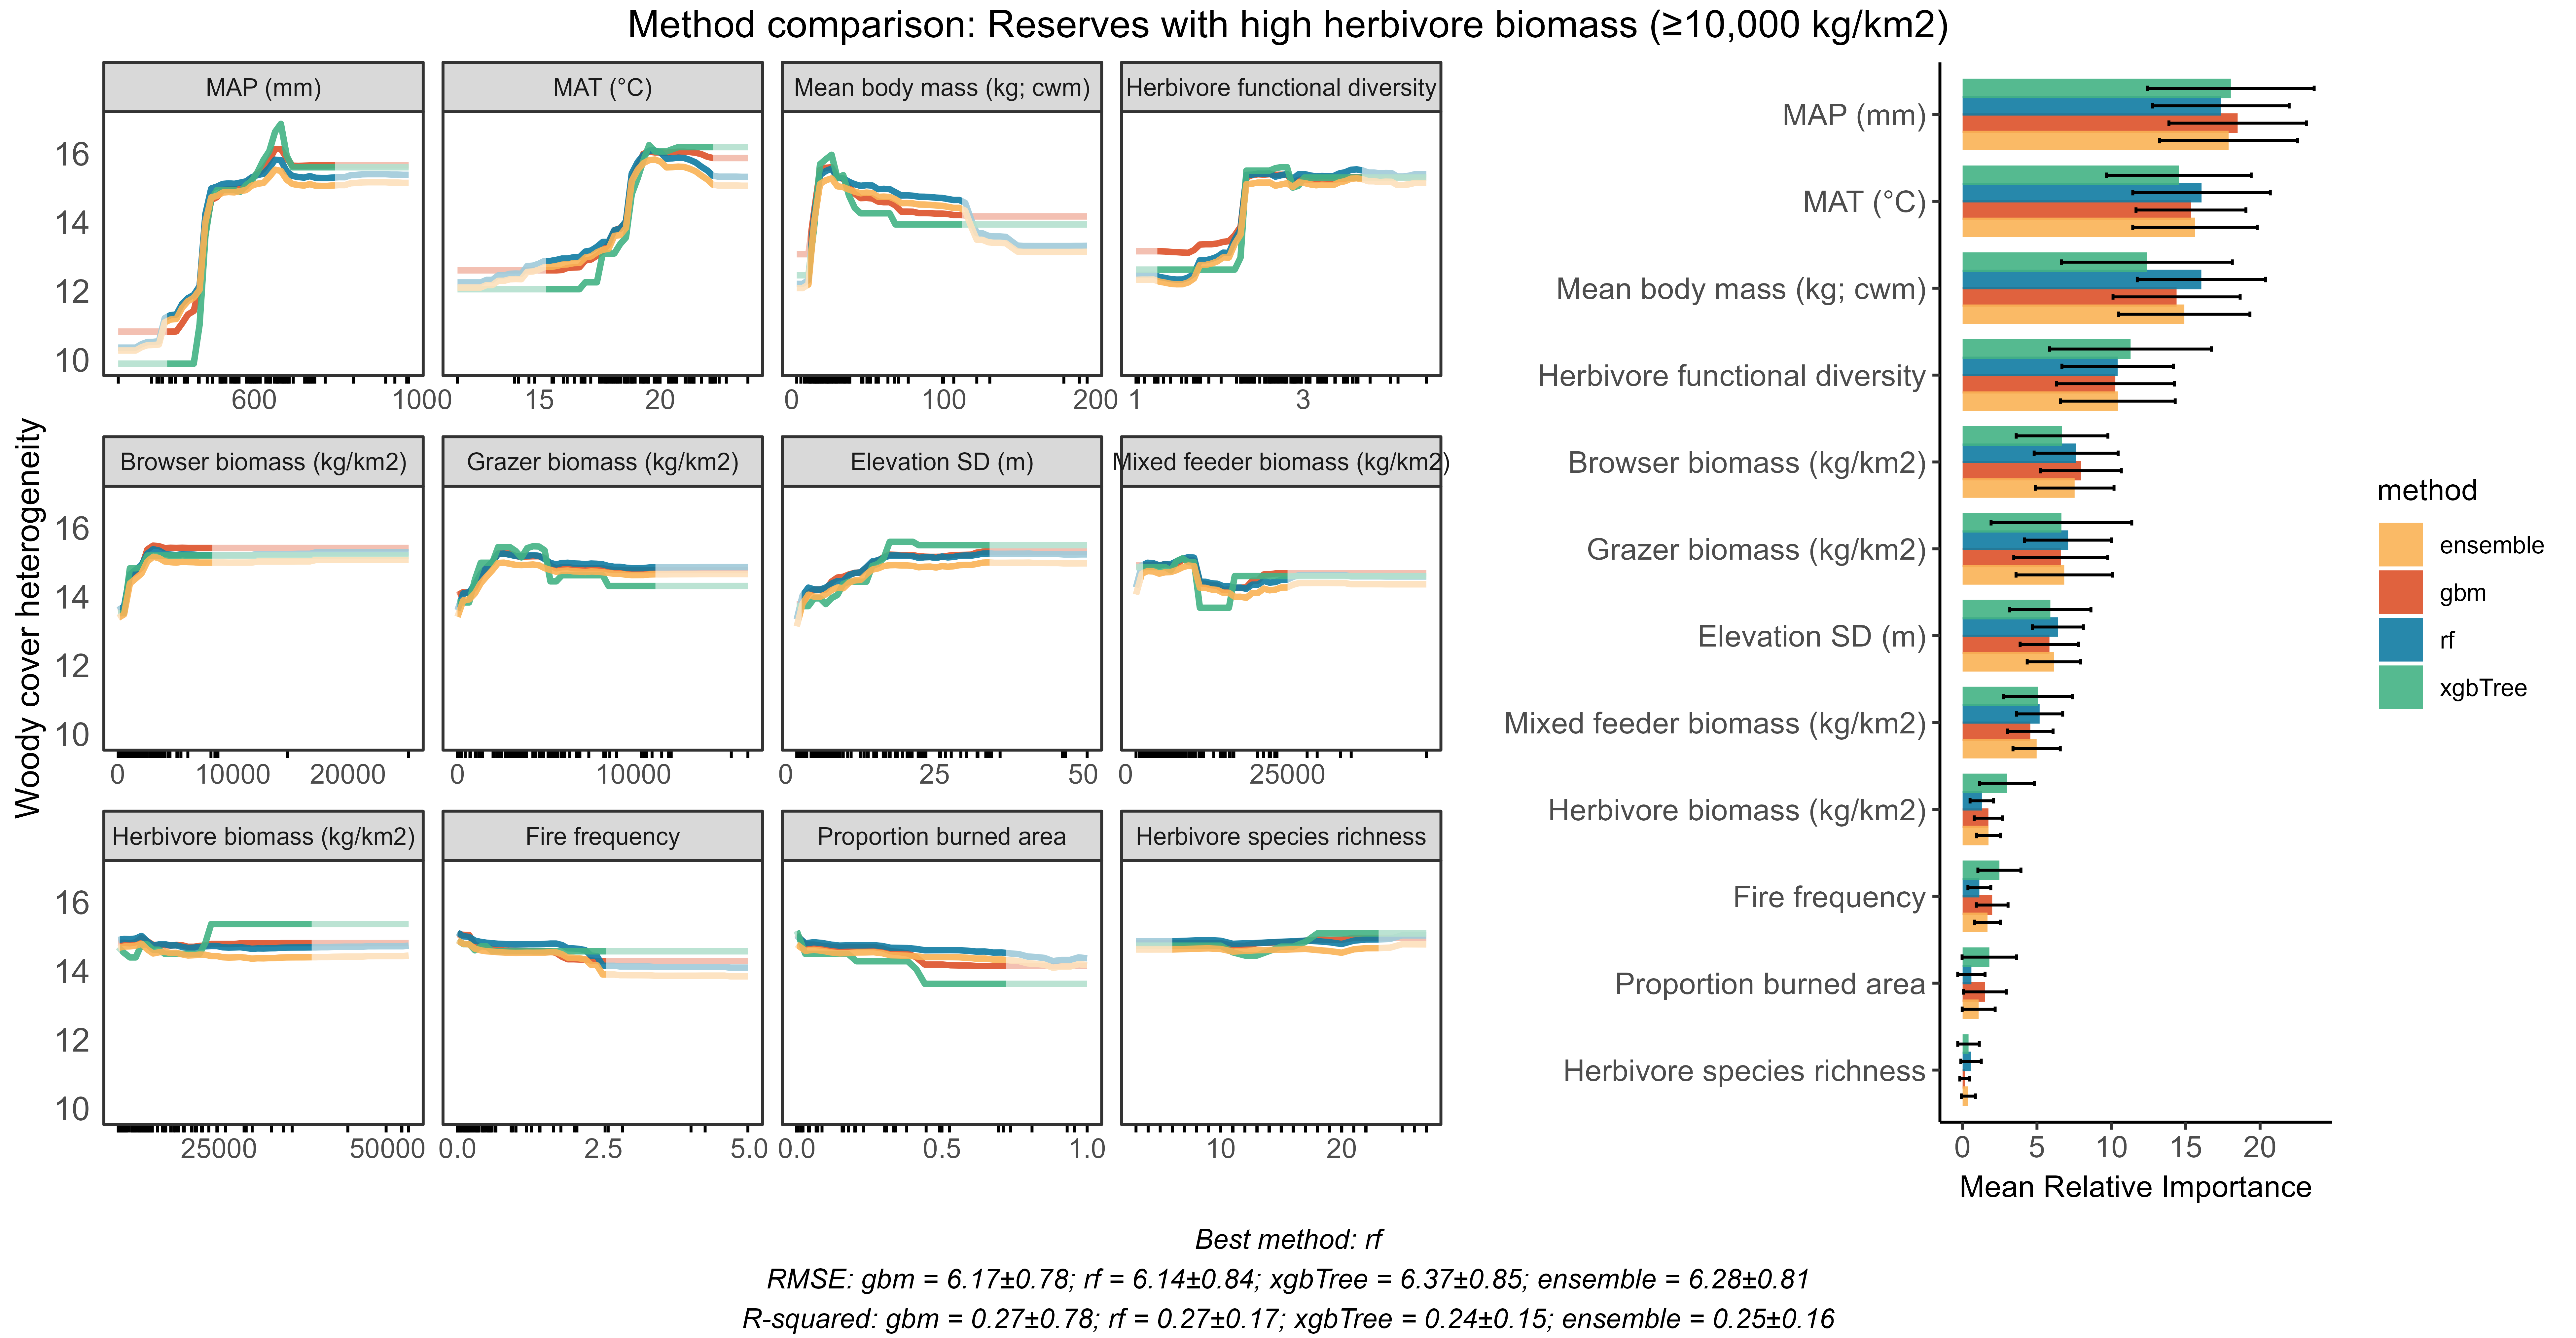 Method comparison: Reserves with high herbivore biomass (≥10,000 kg/km2)
Woody cover heterogeneity
MAP (mm)
MAT (°C)
Mean body mass (kg; cwm)
Herbivore functional diversity
16
14
12
10
600 1000
15 20
0 100 200
1 3
Browser biomass (kg/km2)
Grazer biomass (kg/km2)
Elevation SD (m)
Mixed feeder biomass (kg/km2)
16
14
12
10
0 10000 20000
0 10000
0 25 50
0 25000
Herbivore biomass (kg/km2)
Fire frequency
Proportion burned area
Herbivore species richness
16
14
12
10
25000 50000
0.0 2.5 5.0
0.0 0.5 1.0
10 20
MAP (mm)
MAT (°C)
Mean body mass (kg; cwm)
Herbivore functional diversity
Browser biomass (kg/km2)
Grazer biomass (kg/km2)
Elevation SD (m)
Mixed feeder biomass (kg/km2)
Herbivore biomass (kg/km2)
Fire frequency
Proportion burned area
Herbivore species richness
0 5 10 15 20
Mean Relative Importance
method
ensemble
gbm
rf
xgbTree
Best method: rf
RMSE: gbm = 6.17±0.78; rf = 6.14±0.84; xgbTree = 6.37±0.85; ensemble = 6.28±0.81
R-squared: gbm = 0.27±0.78; rf = 0.27±0.17; xgbTree = 0.24±0.15; ensemble = 0.25±0.16